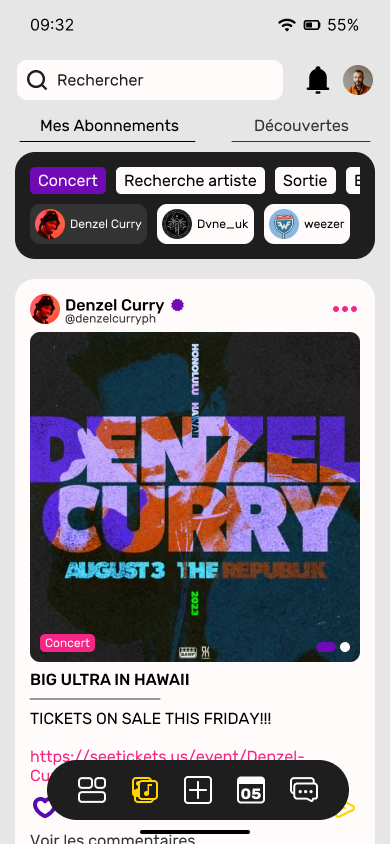 09:32
55%
Rechercher
Mes Abonnements
Découvertes
Concert
Recherche artiste
Sortie
Denzel Curry
Dvne_uk
weezer
Denzel Curry
@denzelcurryph
HONOLULU HAWAII
DENZEL
CURRY
AUGUST 3 THE REPUBLIK
2023
Concert
BIG ULTRA IN HAWAII
TICKETS ON SALE THIS FRIDAY!!!
https://seetickets.us/event/Denzel-
Cu
05
Voir les commentaires